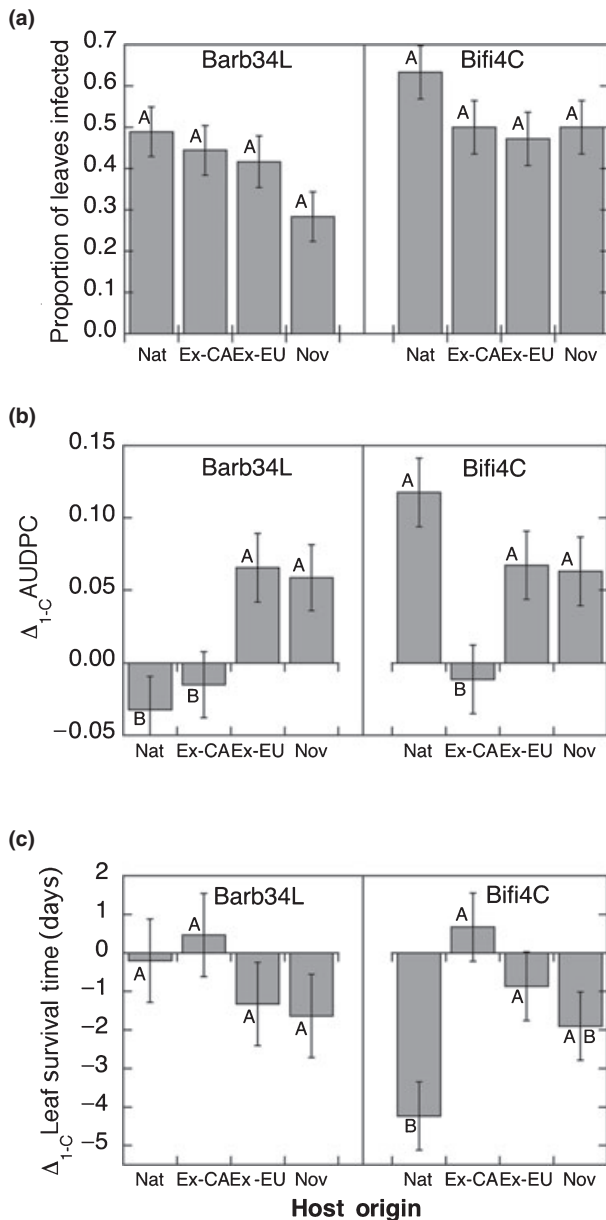 (a)
Proportion of leaves infected
0.7
0.6
0.5
0.4
0.3
0.2
0.1
0.0
Barb34L
A
A
A
A
Bifi4C
A
A
A
A
Nat Ex-CA Ex-EU Nov
Nat Ex-CA Ex-EU Nov
(b)
Δ1-C AUDPC
0.15
0.10
0.05
0.00
−0.05
Barb34L
B
B
A
A
Bifi4C
A
B
A
A
Nat Ex-CA Ex-EU Nov
Nat Ex-CA Ex-EU Nov
(c)
Δ1-C Leaf survival time (days)
2
1
0
−1
−2
−3
−4
−5
Barb34L
A
A
A
A
Bifi4C
B
A
A
A B
Nat Ex-CA Ex-EU Nov
Nat Ex-CA Ex-EU Nov
Host origin